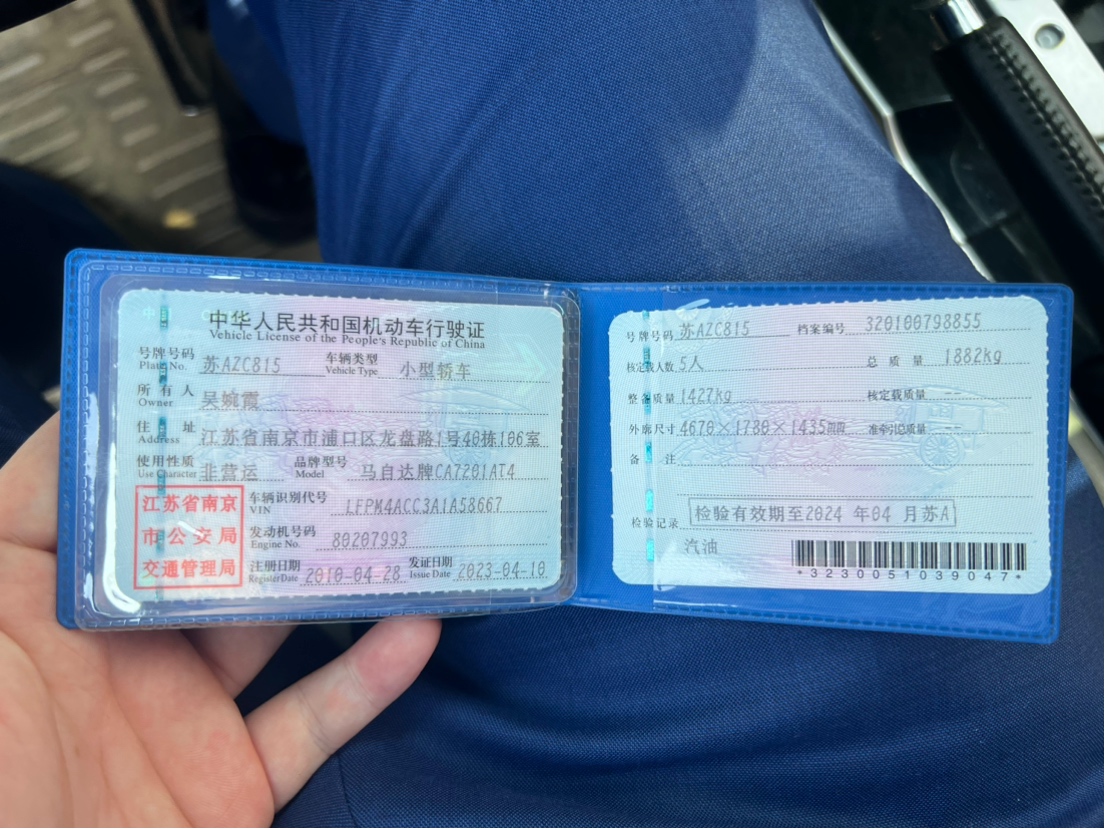 中华人民共和国机动车行驶证
Vehicle License of the People's Republic of China
号牌号码 苏AZC815 车辆类型 小型轿车
Plate No. Vehicle Type
所有人 吴婉霞
Owner
住址 江苏省南京市浦口区龙盘路1号40栋106室
Address
使用性质 非营运 品牌型号 马自达牌CA7201AT4
Use Character Model
江苏省南京
市公安局
交通管理局
车辆识别代号 LFPM4ACC3A1A58667
VIN
发动机号码 80207993
Engine No.
注册日期 2010-04-28 发证日期 2023-04-10
Register Date Issue Date
号牌号码 苏AZC815 档案编号 320100798855
核定载人数 5人 总质量 1882kg
整备质量 1427kg 核定载质量 --
外廓尺寸 4670×1780×1435mm 准牵引总质量 --
备注
检验记录 检验有效期至2024年04月苏A
汽油
*3230051039047*